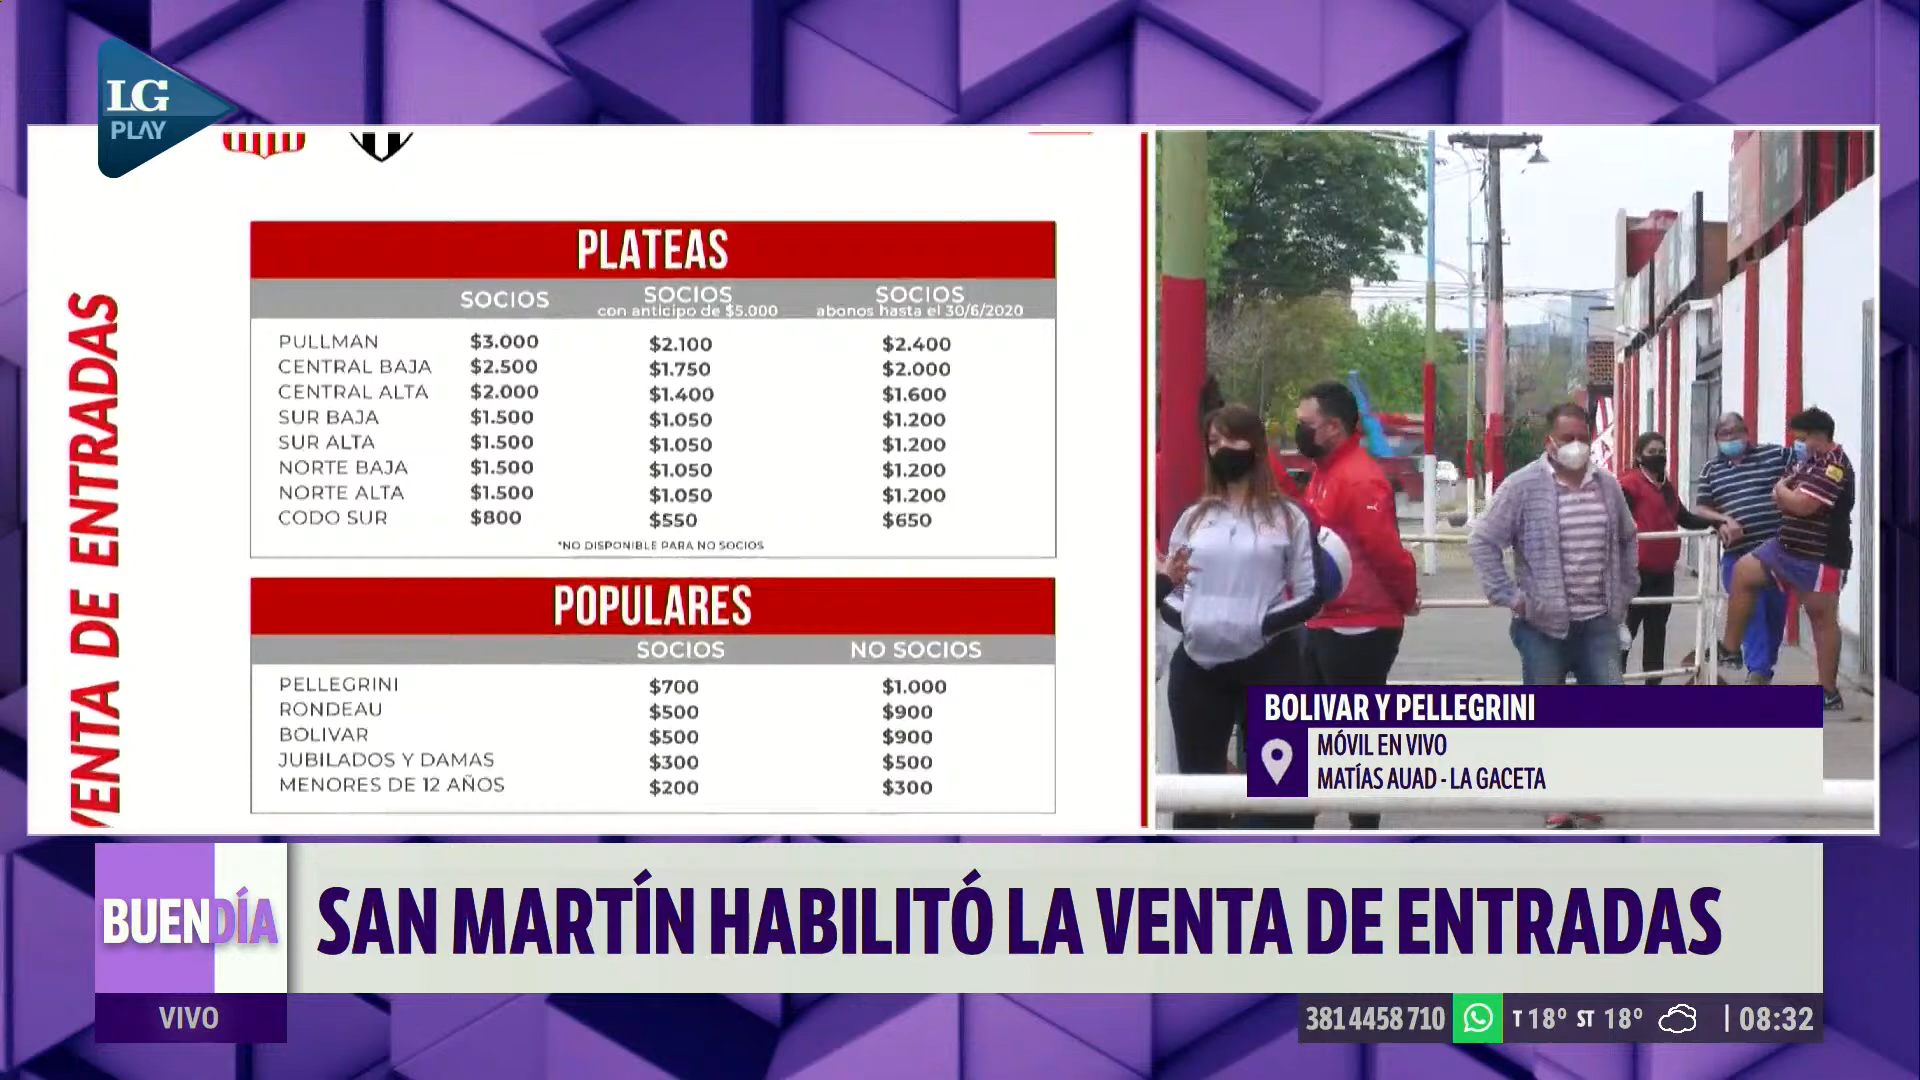 LG
PLAY
VENTA DE ENTRADAS
PLATEAS
SOCIOS SOCIOS con anticipo de $5.000 SOCIOS abonos hasta el 30/6/2020
PULLMAN $3.000 $2.100 $2.400
CENTRAL BAJA $2.500 $1.750 $2.000
CENTRAL ALTA $2.000 $1.400 $1.600
SUR BAJA $1.500 $1.050 $1.200
SUR ALTA $1.500 $1.050 $1.200
NORTE BAJA $1.500 $1.050 $1.200
NORTE ALTA $1.500 $1.050 $1.200
CODO SUR $800 $550 $650
*NO DISPONIBLE PARA NO SOCIOS
POPULARES
SOCIOS NO SOCIOS
PELLEGRINI $700 $1.000
RONDEAU $500 $900
BOLIVAR $500 $900
JUBILADOS Y DAMAS $300 $500
MENORES DE 12 AÑOS $200 $300
BOLIVAR Y PELLEGRINI
MÓVIL EN VIVO
MATÍAS AUAD - LA GACETA
BUENDÍA
SAN MARTÍN HABILITÓ LA VENTA DE ENTRADAS
VIVO
3814458710 T 18º ST 18º | 08:32